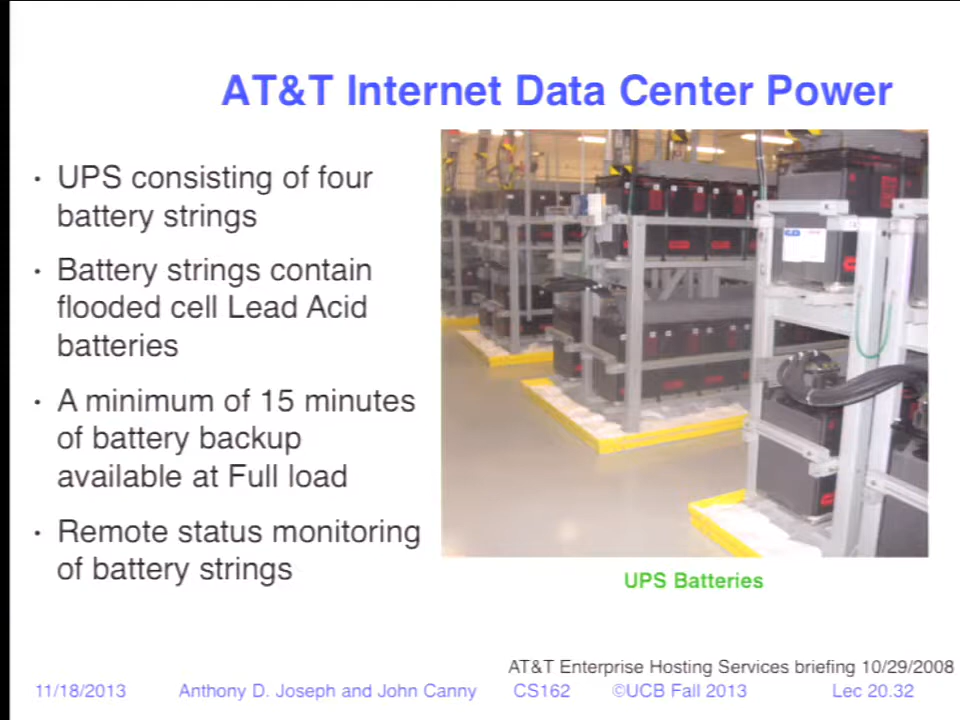 AT&T Internet Data Center Power
• UPS consisting of four
battery strings
• Battery strings contain
flooded cell Lead Acid
batteries
• A minimum of 15 minutes
of battery backup
available at Full load
• Remote status monitoring
of battery strings
UPS Batteries
AT&T Enterprise Hosting Services briefing 10/29/2008
11/18/2013 Anthony D. Joseph and John Canny CS162 ©UCB Fall 2013 Lec 20.32